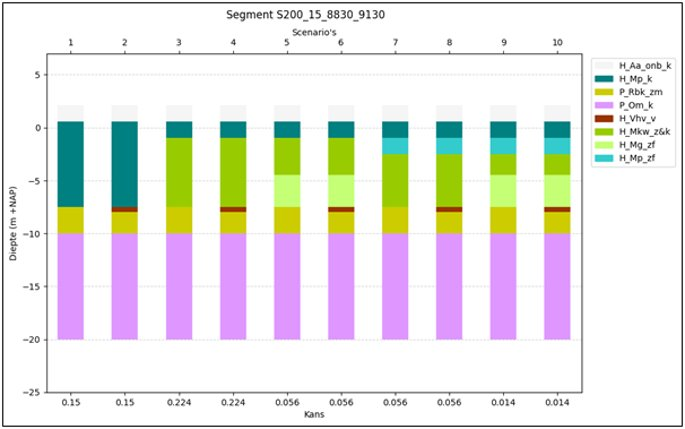 Segment S200_15_8830_9130
Scenario's
1 2 3 4 5 6 7 8 9 10
5
0
−5
−10
−15
−20
−25
Diepte (m +NAP)
0.15 0.15 0.224 0.224 0.056 0.056 0.056 0.056 0.014 0.014
Kans
H_Aa_onb_k
H_Mp_k
P_Rbk_zm
P_Om_k
H_Vhv_v
H_Mkw_z&k
H_Mg_zf
H_Mp_zf